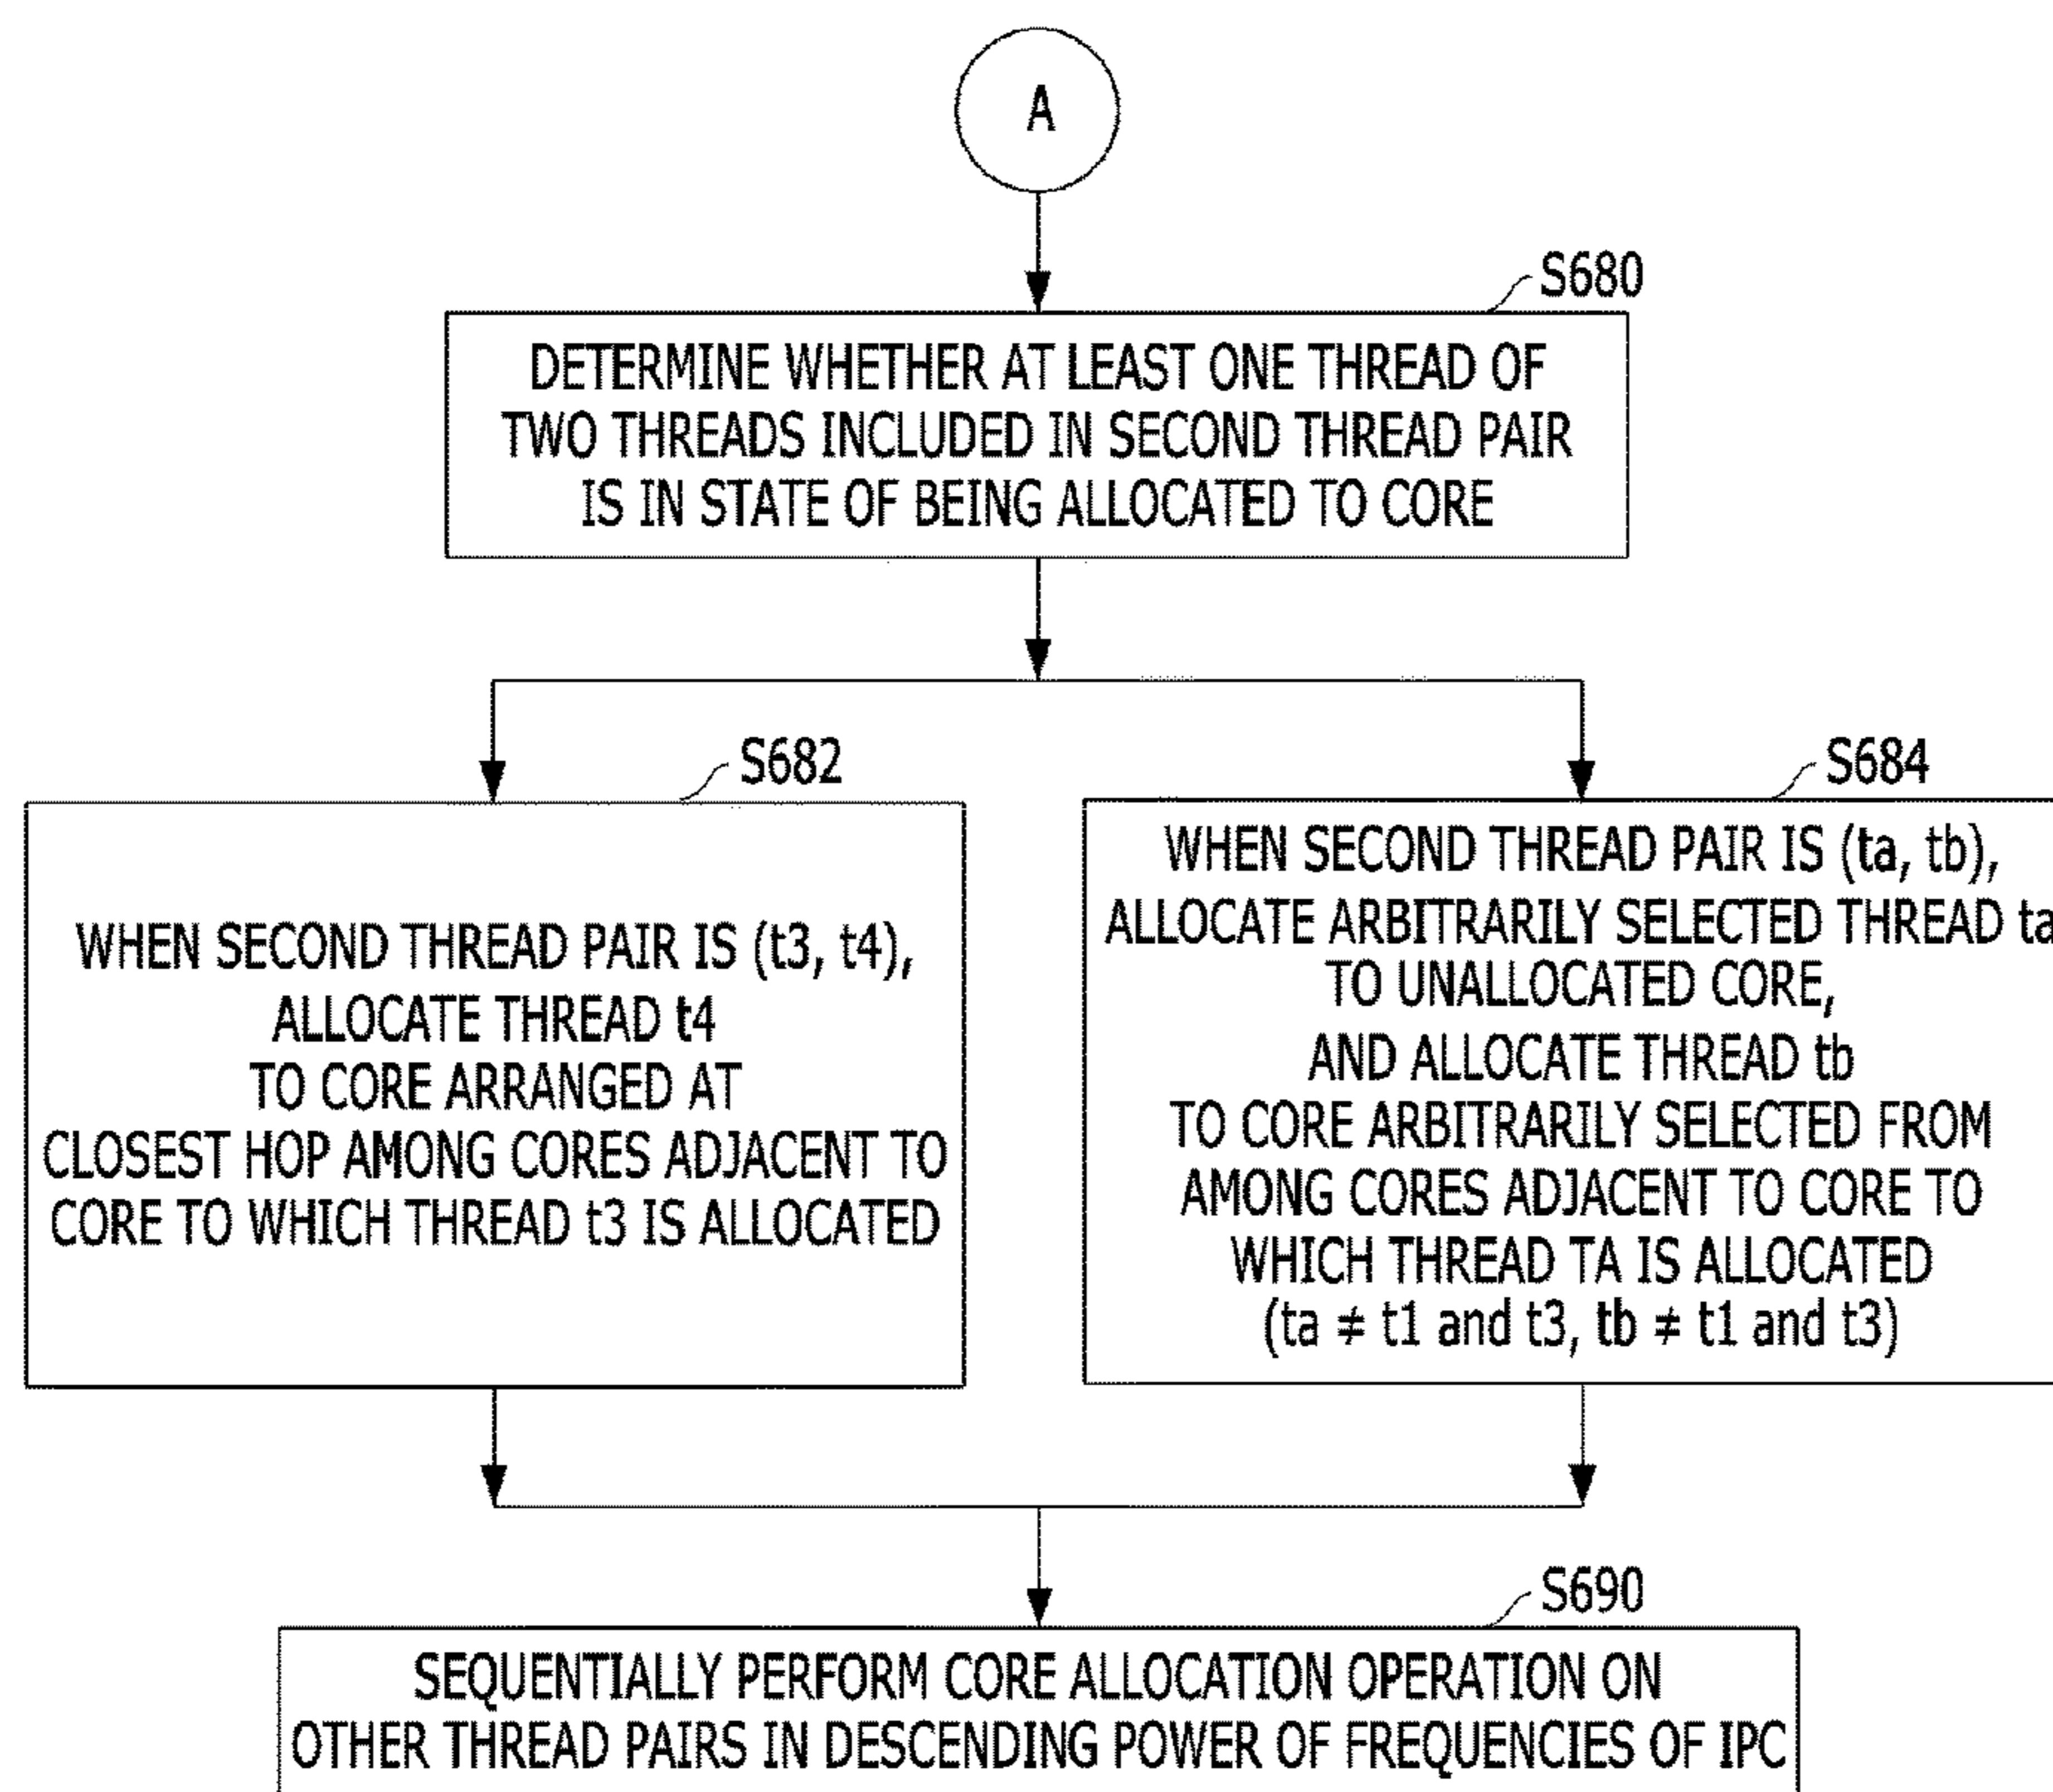 A
S680
DETERMINE WHETHER AT LEAST ONE THREAD OF
TWO THREADS INCLUDED IN SECOND THREAD PAIR
IS IN STATE OF BEING ALLOCATED TO CORE
S682
WHEN SECOND THREAD PAIR IS (t3, t4),
ALLOCATE THREAD t4
TO CORE ARRANGED AT
CLOSEST HOP AMONG CORES ADJACENT TO
CORE TO WHICH THREAD t3 IS ALLOCATED
S684
WHEN SECOND THREAD PAIR IS (ta, tb),
ALLOCATE ARBITRARILY SELECTED THREAD ta
TO UNALLOCATED CORE,
AND ALLOCATE THREAD tb
TO CORE ARBITRARILY SELECTED FROM
AMONG CORES ADJACENT TO CORE TO
WHICH THREAD TA IS ALLOCATED
(ta ≠ t1 and t3, tb ≠ t1 and t3)
S690
SEQUENTIALLY PERFORM CORE ALLOCATION OPERATION ON
OTHER THREAD PAIRS IN DESCENDING POWER OF FREQUENCIES OF IPC